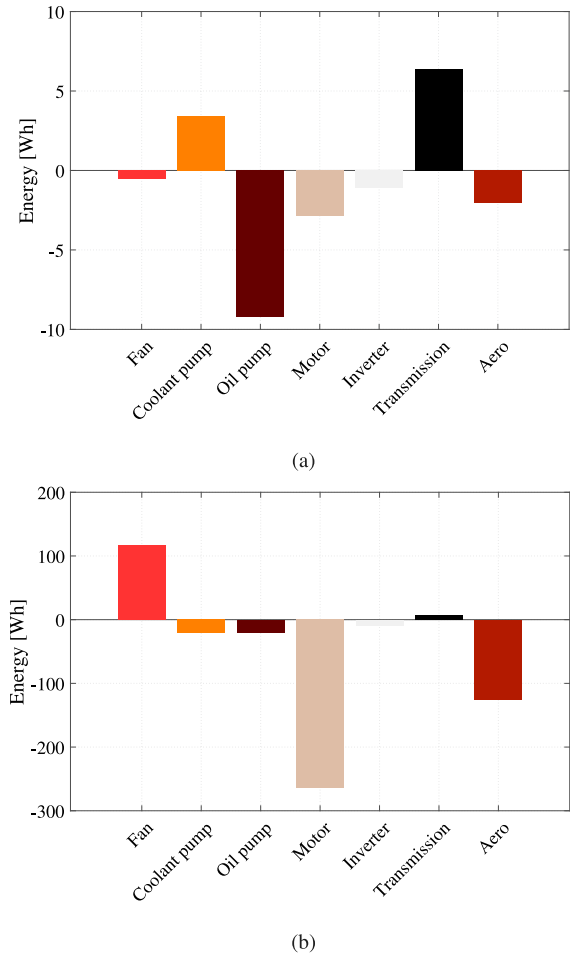 10
5
0
-5
-10
Energy [Wh]
Fan
Coolant pump
Oil pump
Motor
Inverter
Transmission
Aero
(a)
200
100
0
-100
-200
-300
Energy [Wh]
Fan
Coolant pump
Oil pump
Motor
Inverter
Transmission
Aero
(b)